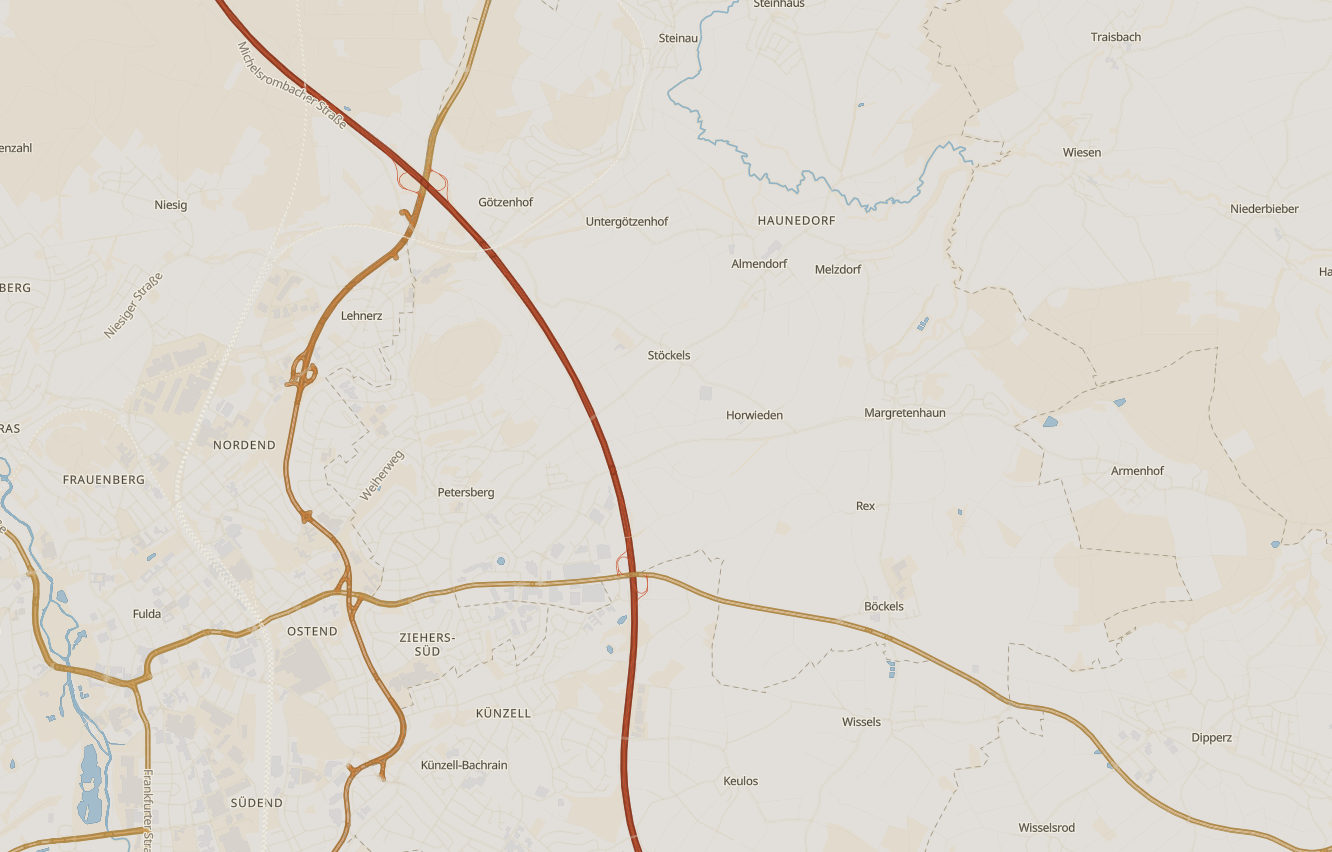 Steinhaus
Steinau
Traisbach
Michelsrombacher Straße
enzahl
Wiesen
Niesig
Götzenhof
Niederbieber
Untergötzenhof
HAUNEDORF
Almendorf
Melzdorf
Ha
BERG
Niesiger Straße
Lehnerz
Stöckels
Horwieden
Margretenhaun
RAS
NORDEND
Armenhof
FRAUENBERG
Weiherweg
Petersberg
Rex
Fulda
Böckels
OSTEND
ZIEHERS-
SÜD
KÜNZELL
Wissels
Dipperz
Künzell-Bachrain
Keulos
Frankfurter Stra
SÜDEND
Wisselsrod